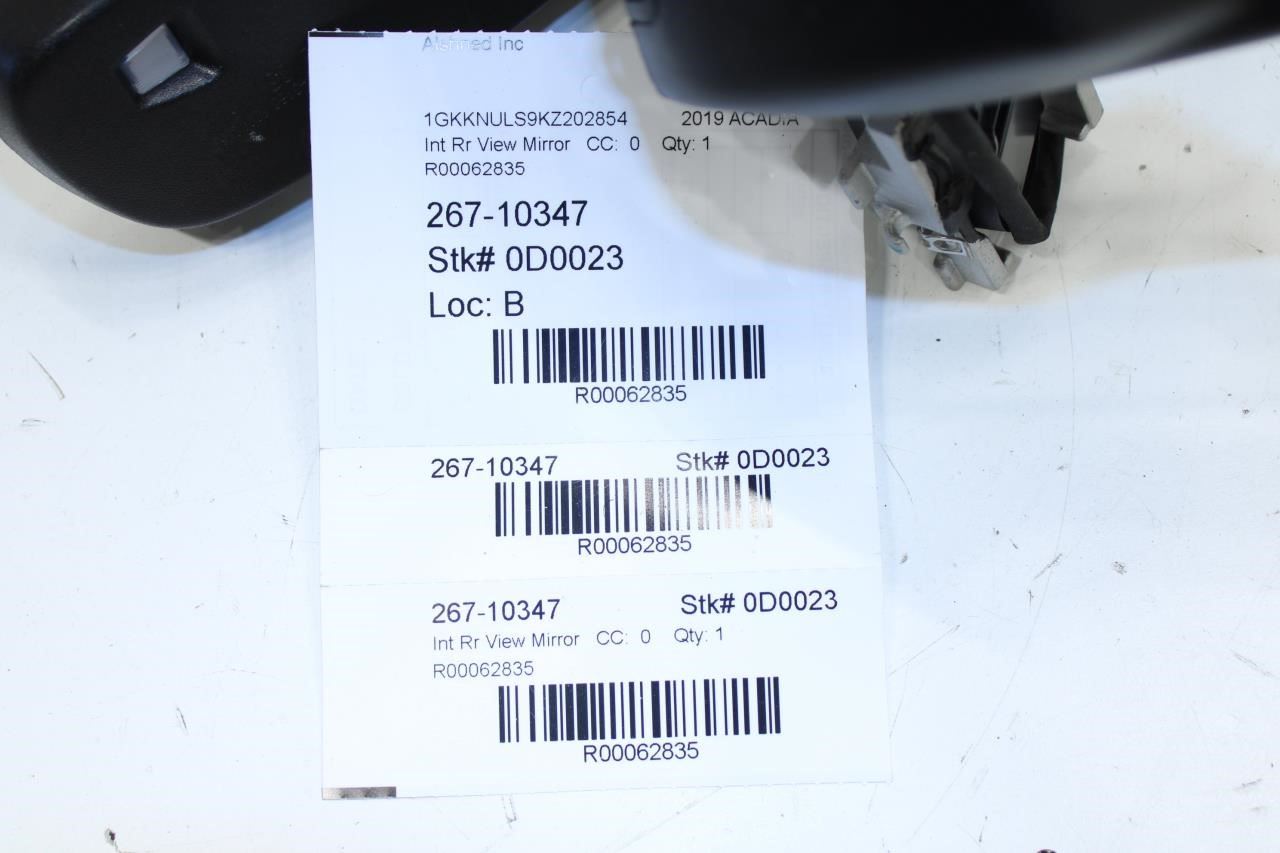 Inc
1GKKNULS9KZ202854 2019 ACADIA
Int Rr View Mirror CC: 0 Qty: 1
R00062835
267-10347
Stk# 0D0023
Loc: B
R00062835
267-10347 Stk# 0D0023
R00062835
267-10347 Stk# 0D0023
Int Rr View Mirror CC: 0 Qty: 1
R00062835
R00062835